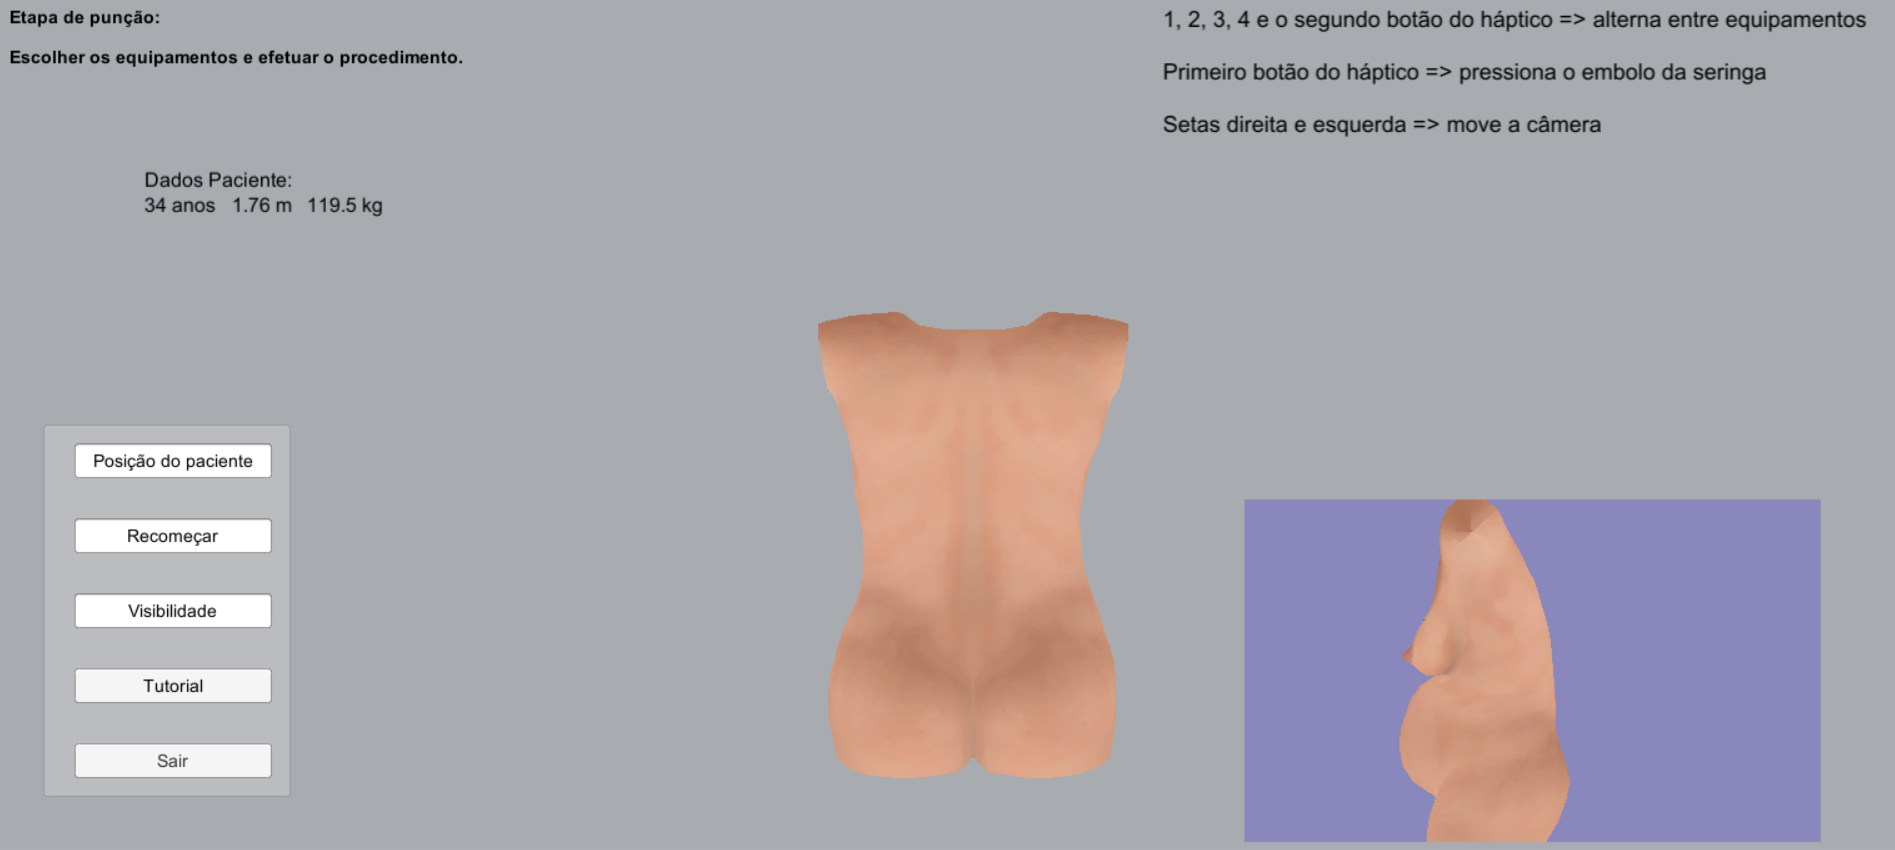 Etapa de punção:
Escolher os equipamentos e efetuar o procedimento.
1, 2, 3, 4 e o segundo botão do háptico => alterna entre equipamentos
Primeiro botão do háptico => pressiona o embolo da seringa
Setas direita e esquerda => move a câmera
Dados Paciente:
34 anos 1.76 m 119.5 kg
Posição do paciente
Recomeçar
Visibilidade
Tutorial
Sair